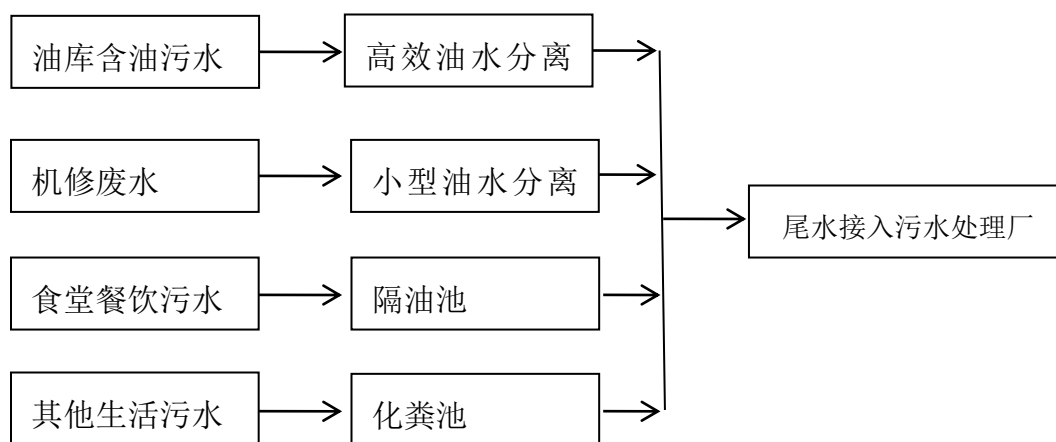 油库含油污水
高效油水分离
机修废水
小型油水分离
尾水接入污水处理厂
食堂餐饮污水
隔油池
其他生活污水
化粪池